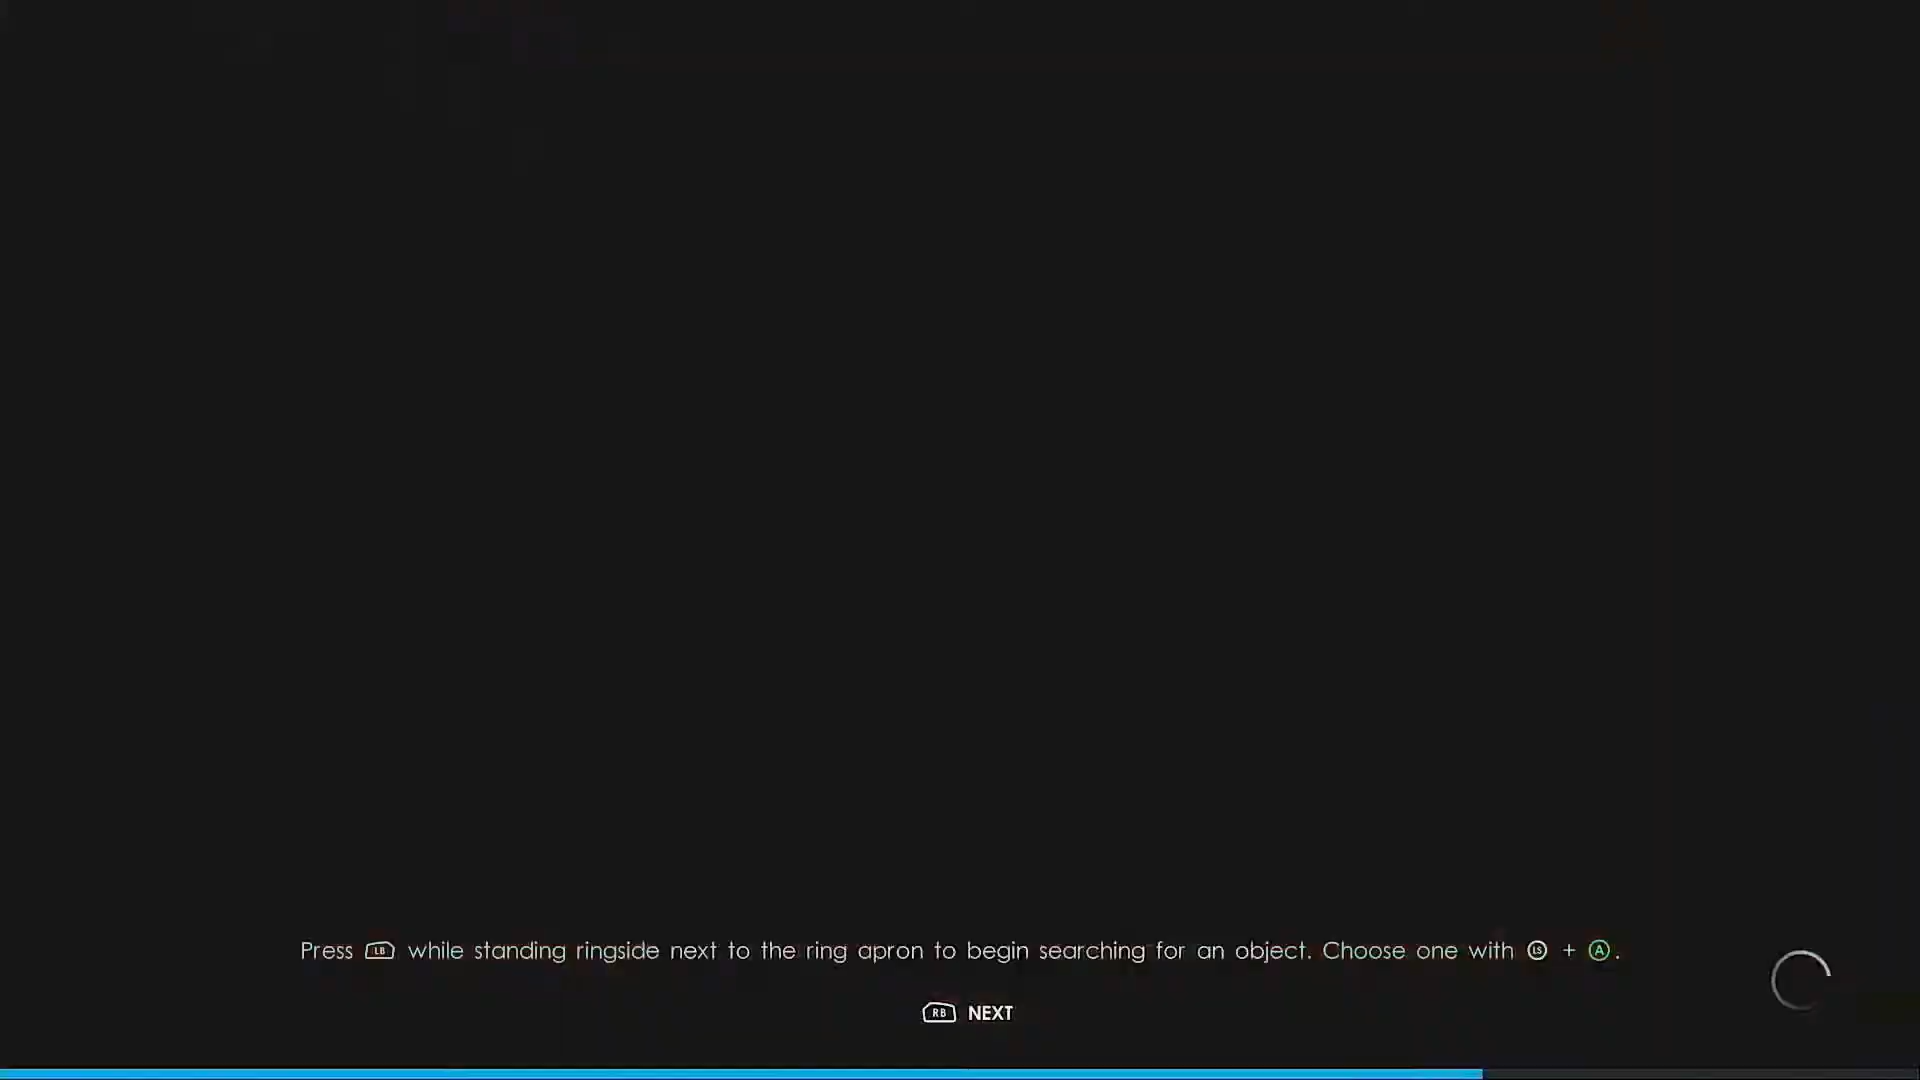 Press LB while standing ringside next to the ring apron to begin searching for an object. Choose one with LS + A.
RB NEXT